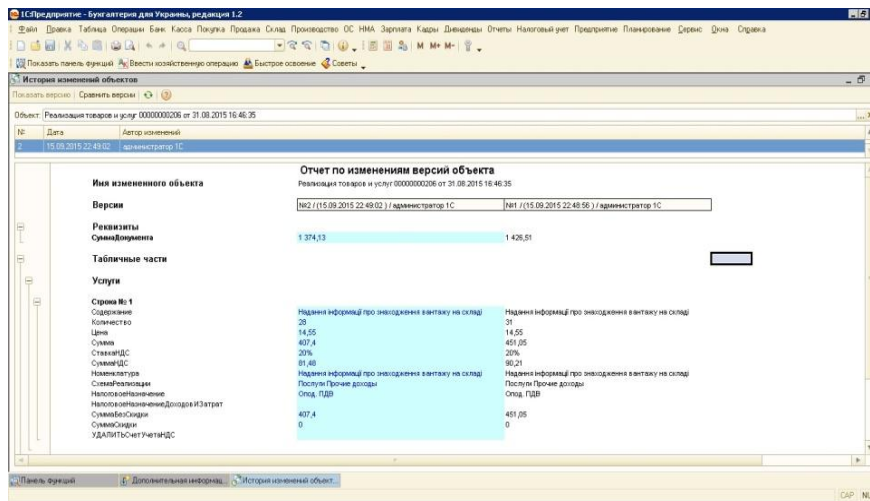 1С:Предприятие - Бухгалтерия для Украины, редакция 1.2
Файл Правка Таблица Операции Банк Касса Покупка Продажа Склад Производство ОС НМА Зарплата Кадры Дивиденды Отчеты Налоговый учет Предприятие Планирование Сервис Окна Справка
M M+ M-
Показать панель функций Ввести хозяйственную операцию Быстрое освоение Советы
История изменений объектов
Показать версию Сравнить версии
Объект: Реализация товаров и услуг 00000000206 от 31.08.2015 16:46:35
№ Дата Автор изменений
2 15.09.2015 22:49:02 администратор 1С
Отчет по изменениям версий объекта
Имя измененного объекта Реализация товаров и услуг 00000000206 от 31.08.2015 16:46:35
Версии №2 / (15.09.2015 22:49:02 ) / администратор 1С №1 / (15.09.2015 22:48:56 ) / администратор 1С
Реквизиты
СуммаДокумента 1 374,13 1 426,51
Табличные части
Услуги
Строка № 1
Содержание Надання інформації про знаходження вантажу на складі Надання інформації про знаходження вантажу на складі
Количество 28 31
Цена 14,55 14,55
Сумма 407,4 451,05
СтавкаНДС 20% 20%
СуммаНДС 81,48 90,21
Номенклатура Надання інформації про знаходження вантажу на складі Надання інформації про знаходження вантажу на складі
СхемаРеализации Послуги Прочие доходы Послуги Прочие доходы
НалоговоеНазначение Опод. ПДВ Опод. ПДВ
НалоговоеНазначениеДоходовИЗатрат
СуммаБезСкидки 407,4 451,05
СуммаСкидки 0 0
УДАЛИТЬСчетУчетаНДС
Панель функций Дополнительная информац... История изменений объект...
CAP